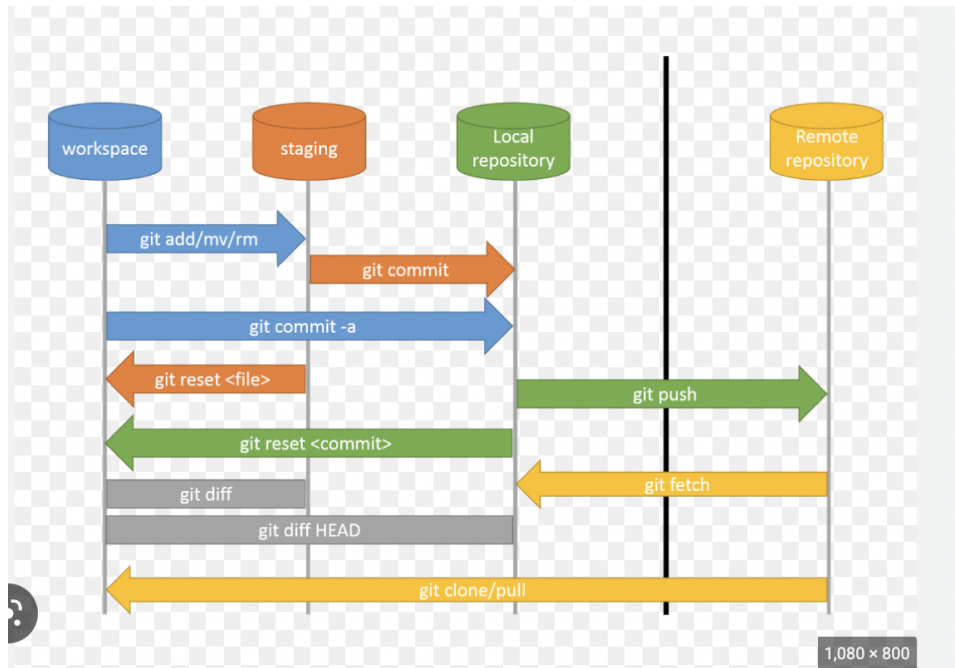 workspace
staging
Local
repository
Remote
repository
git add/mv/rm
git commit
git commit -a
git reset <file>
git push
git reset <commit>
git fetch
git diff
git diff HEAD
git clone/pull
1,080 × 800